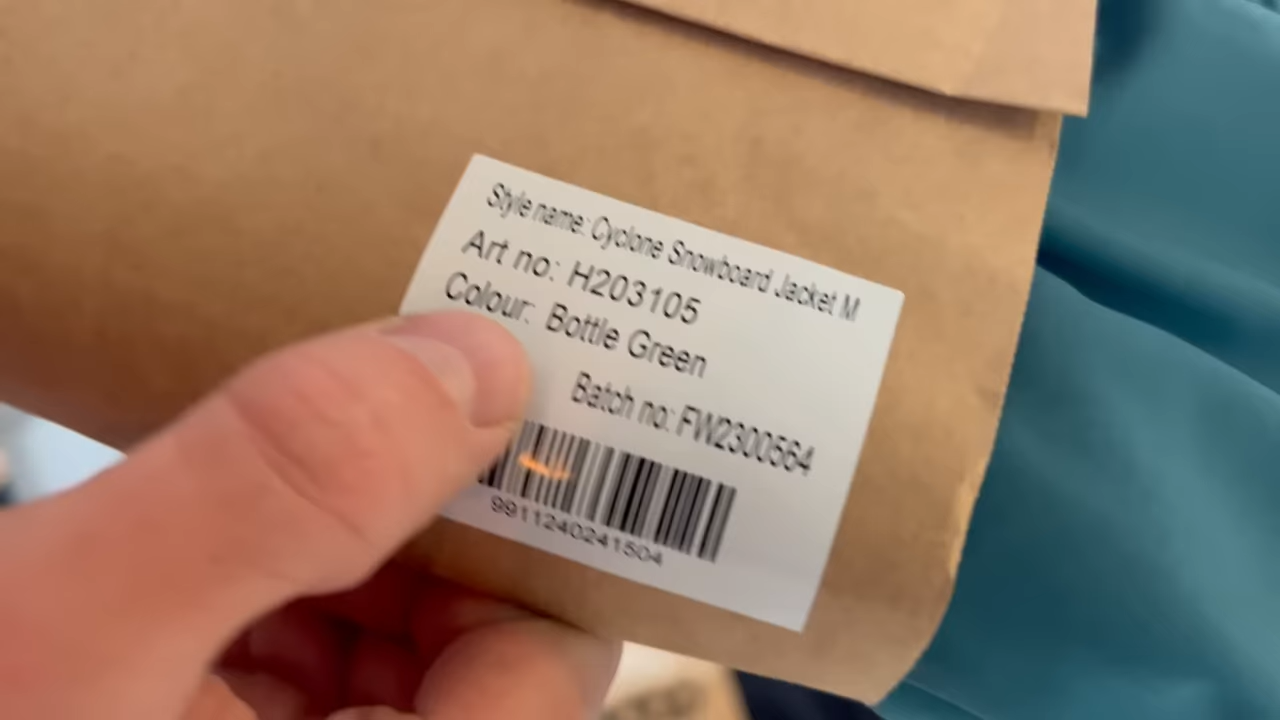 Style name: Cyclone Snowboard Jacket M
Art no: H203105
Colour: Bottle Green
Batch no: FW2300564
9911240241504